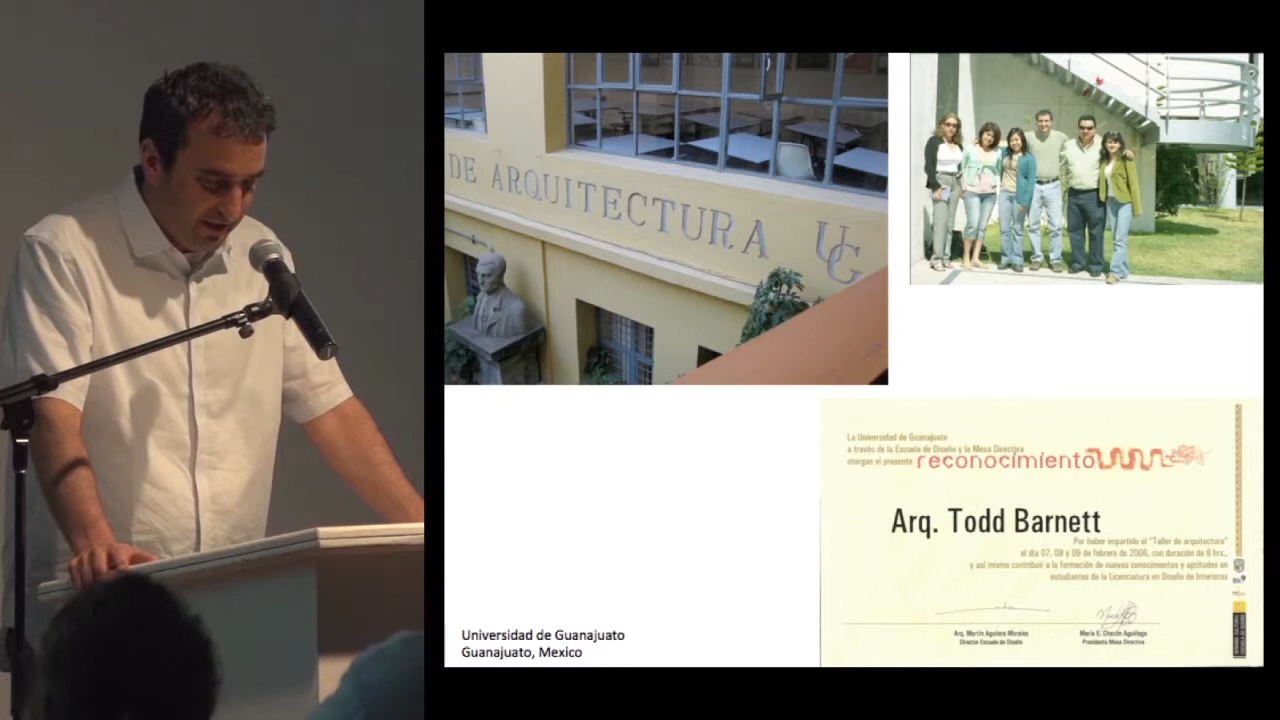 DE ARQUITECTURA UG
La Universidad de Guanajuato
a través de la Escuela de Diseño y la Mesa Directiva
otorgan el presente reconocimiento
Arq. Todd Barnett
Por haber impartido el "Taller de arquitectura"
el día 07, 08 y 09 de febrero de 2006, con duración de 6 hrs.,
y así mismo contribuir a la formación de nuevos conocimientos y aptitudes en
estudiantes de la Licenciatura en Diseño de Interiores
Arq. Martín Aguilera Morales
Director Escuela de Diseño
María E. Chacón Aguiñaga
Presidenta Mesa Directiva
Universidad de Guanajuato
Guanajuato, Mexico